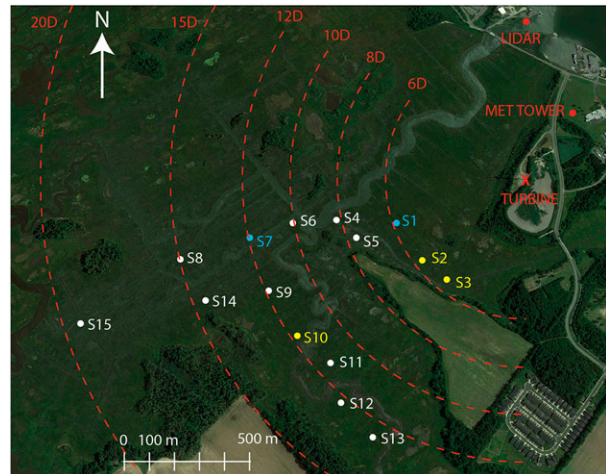 20D
15D
12D
10D
8D
6D
N
LIDAR
MET TOWER
X
TURBINE
S1
S4
S6
S5
S7
S2
S8
S3
S9
S14
S15
S10
S11
S12
S13
0 100 m 500 m